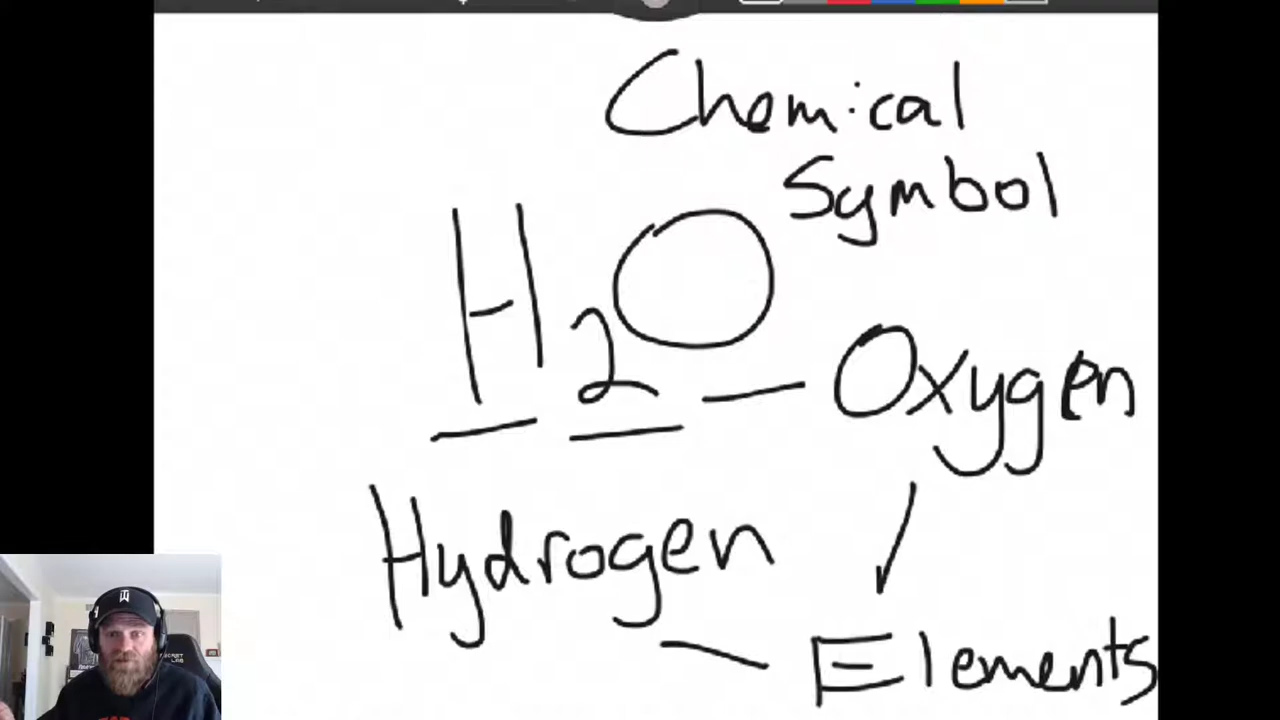 Chemical
Symbol
H2O
Oxygen
Hydrogen
Elements